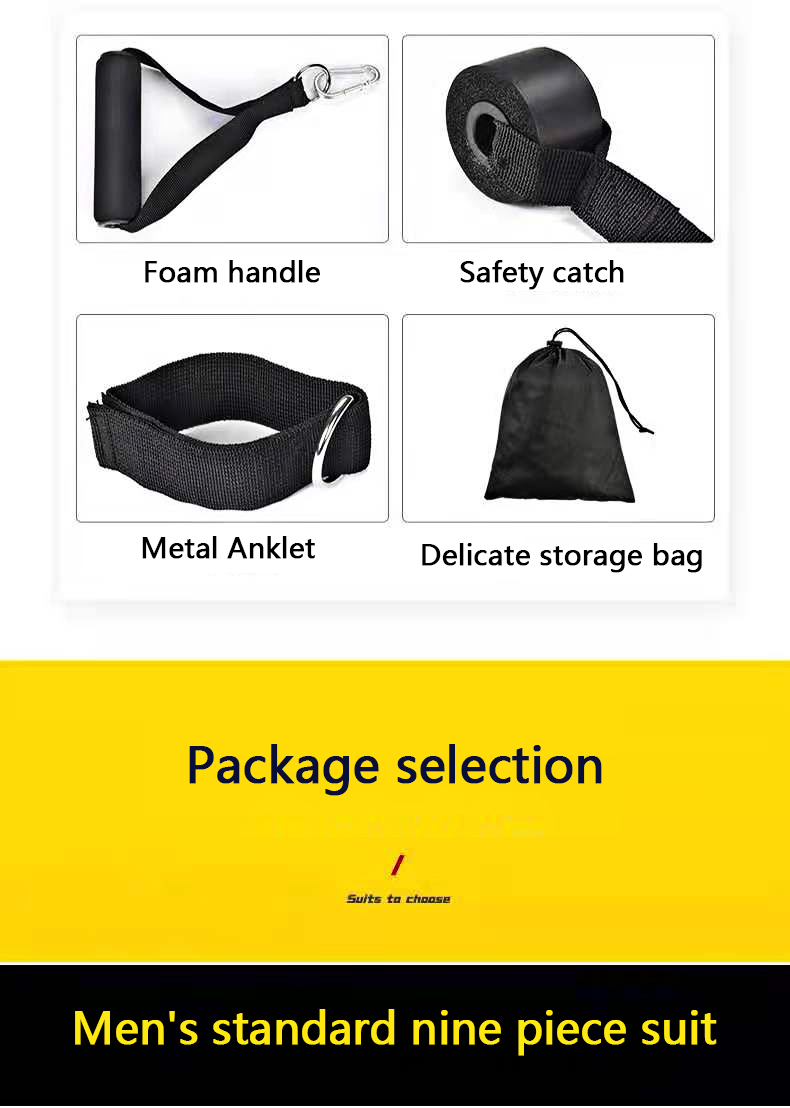 Foam handle
Safety catch
Metal Anklet
Delicate storage bag
Package selection
/
Suits to choose
Men's standard nine piece suit